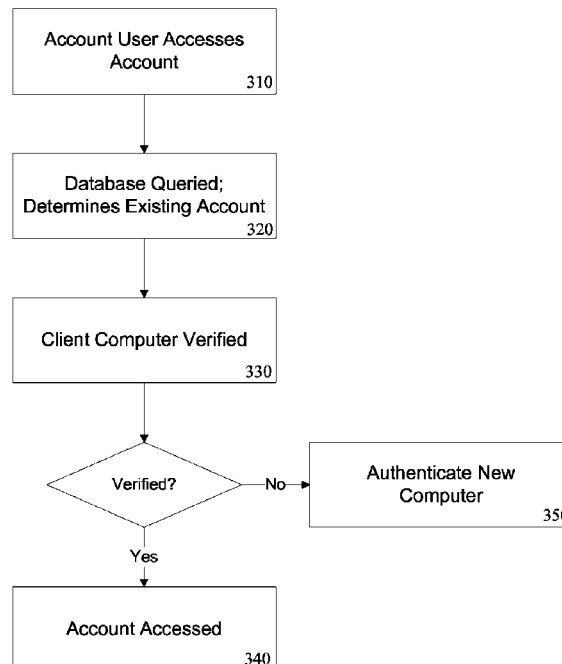 Account User Accesses
Account
310
Database Queried;
Determines Existing Account
320
Client Computer Verified
330
Verified?
No
Authenticate New
Computer
350
Yes
Account Accessed
340